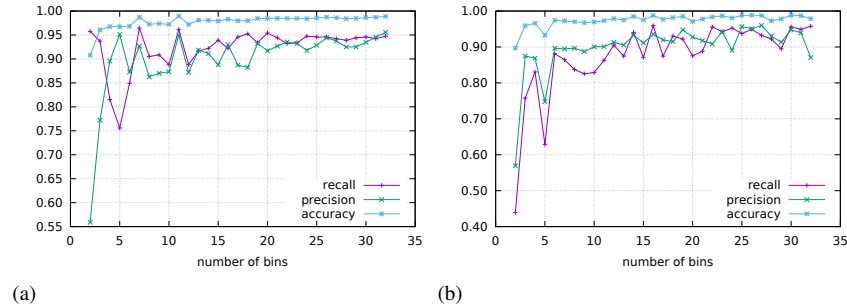 1.00
0.95
0.90
0.85
0.80
0.75
0.70
0.65
0.60
0.55
0 5 10 15 20 25 30 35
number of bins
recall
precision
accuracy
(a)
1.00
0.90
0.80
0.70
0.60
0.50
0.40
0 5 10 15 20 25 30 35
number of bins
recall
precision
accuracy
(b)